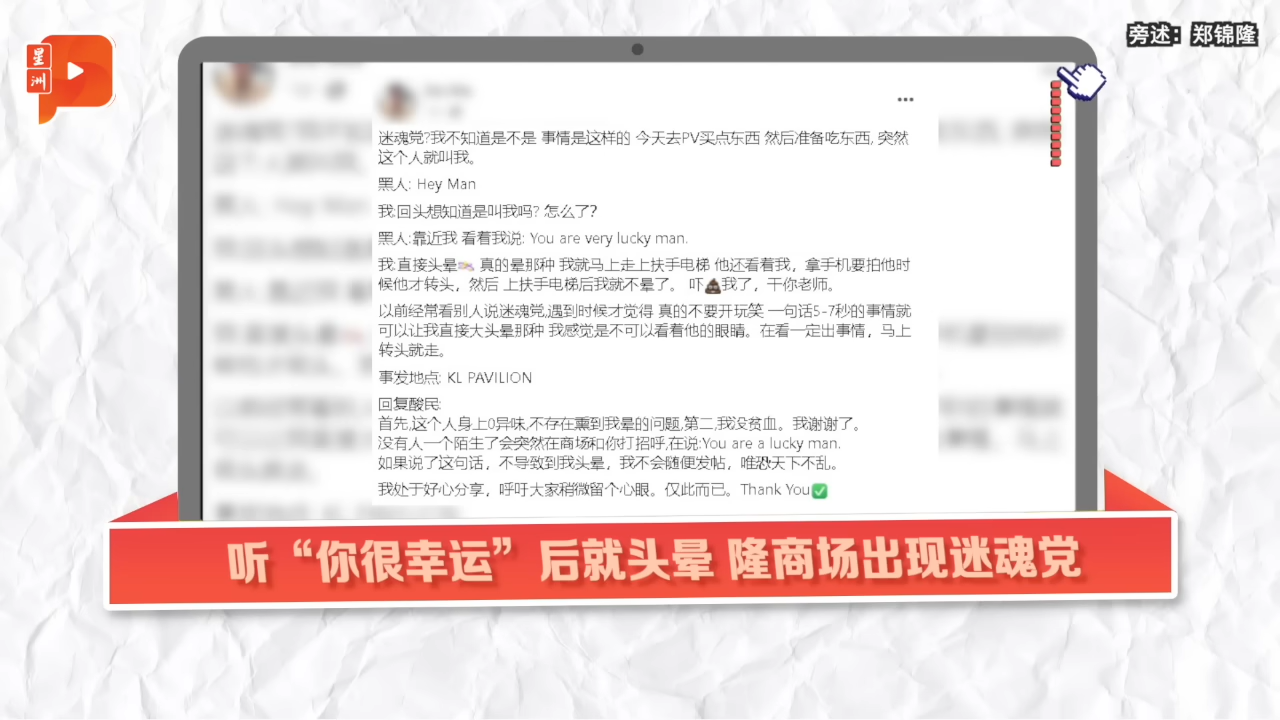 星洲
旁述：郑锦隆
迷魂党?我不知道是不是 事情是这样的 今天去PV买点东西 然后准备吃东西, 突然
这个人就叫我。
黑人: Hey Man
我:回头想知道是叫我吗? 怎么了?
黑人:靠近我 看着我说: You are very lucky man.
我:直接头晕 真的晕那种 我就马上走上扶手电梯 他还看着我，拿手机要拍他时
候他才转头，然后 上扶手电梯后我就不晕了。 吓💩我了，干你老师。
以前经常看别人说迷魂党,遇到时候才觉得 真的不要开玩笑 一句话5-7秒的事情就
可以让我直接大头晕那种 我感觉是不可以看着他的眼睛。在看一定出事情，马上
转头就走。
事发地点: KL PAVILION
回复酸民:
首先,这个人身上0异味,不存在熏到我晕的问题,第二,我没贫血。我谢谢了。
没有人一个陌生了会突然在商场和你打招呼,在说:You are a lucky man.
如果说了这句话，不导致到我头晕，我不会随便发帖，唯恐天下不乱。
我处于好心分享，呼吁大家稍微留个心眼。仅此而已。Thank You✅
听“你很幸运”后就头晕 隆商场出现迷魂党